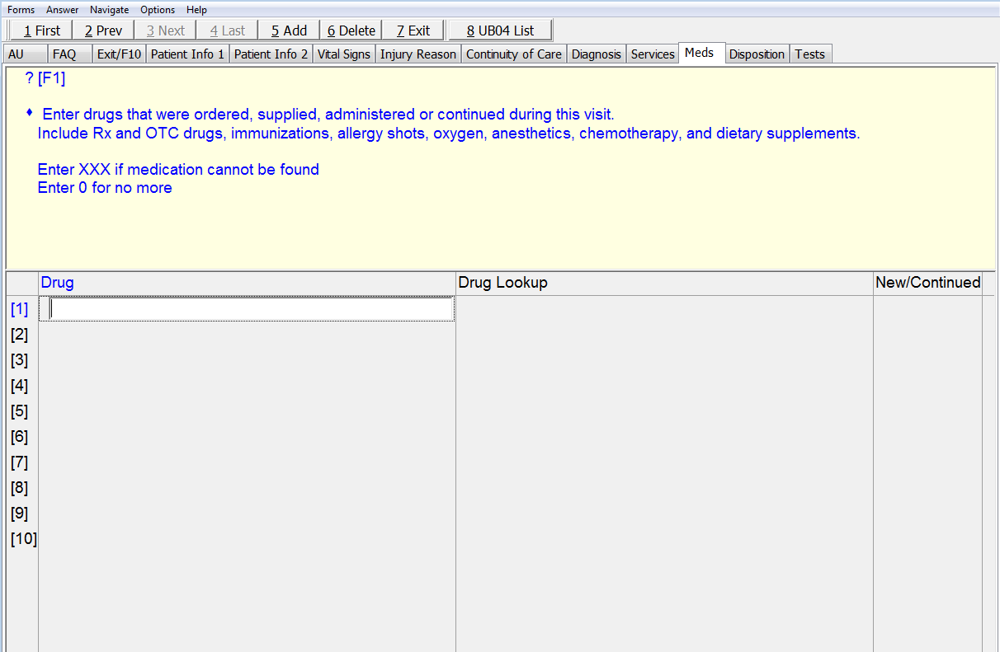 Forms Answer Navigate Options Help
1 First 2 Prev 3 Next 4 Last 5 Add 6 Delete 7 Exit 8 UB04 List
AU FAQ Exit/F10 Patient Info 1 Patient Info 2 Vital Signs Injury Reason Continuity of Care Diagnosis Services Meds Disposition Tests
? [F1]
♦ Enter drugs that were ordered, supplied, administered or continued during this visit.
Include Rx and OTC drugs, immunizations, allergy shots, oxygen, anesthetics, chemotherapy, and dietary supplements.
Enter XXX if medication cannot be found
Enter 0 for no more
Drug Drug Lookup New/Continued
[1]
[2]
[3]
[4]
[5]
[6]
[7]
[8]
[9]
[10]